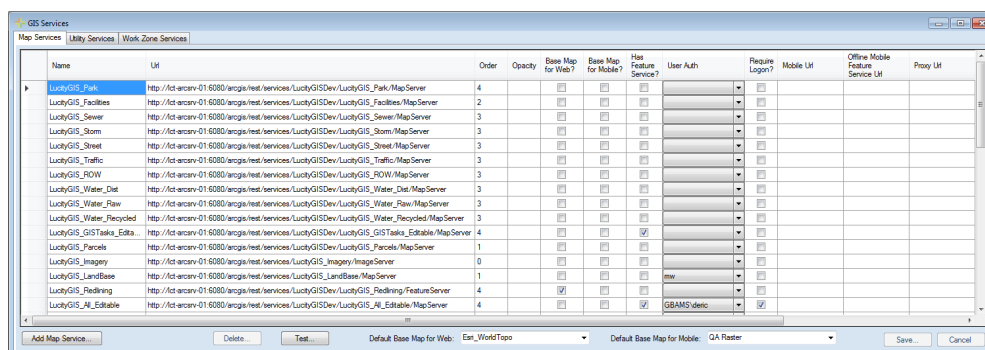 GIS Services
Map Services Utility Services Work Zone Services
Name Url Order Opacity Base Map for Web? Base Map for Mobile? Has Feature Service? User Auth Require Logon? Mobile Url Offline Mobile Feature Service Url Proxy Url
LucityGIS_Park http://lct-arcsrv-01:6080/arcgis/rest/services/LucityGISDev/LucityGIS_Park/MapServer 4
LucityGIS_Facilities http://lct-arcsrv-01:6080/arcgis/rest/services/LucityGISDev/LucityGIS_Facilities/MapServer 2
LucityGIS_Sewer http://lct-arcsrv-01:6080/arcgis/rest/services/LucityGISDev/LucityGIS_Sewer/MapServer 3
LucityGIS_Storm http://lct-arcsrv-01:6080/arcgis/rest/services/LucityGISDev/LucityGIS_Storm/MapServer 3
LucityGIS_Street http://lct-arcsrv-01:6080/arcgis/rest/services/LucityGISDev/LucityGIS_Street/MapServer 3
LucityGIS_Traffic http://lct-arcsrv-01:6080/arcgis/rest/services/LucityGISDev/LucityGIS_Traffic/MapServer 3
LucityGIS_ROW http://lct-arcsrv-01:6080/arcgis/rest/services/LucityGISDev/LucityGIS_ROW/MapServer 3
LucityGIS_Water_Dist http://lct-arcsrv-01:6080/arcgis/rest/services/LucityGISDev/LucityGIS_Water_Dist/MapServer 3
LucityGIS_Water_Raw http://lct-arcsrv-01:6080/arcgis/rest/services/LucityGISDev/LucityGIS_Water_Raw/MapServer 3
LucityGIS_Water_Recycled http://lct-arcsrv-01:6080/arcgis/rest/services/LucityGISDev/LucityGIS_Water_Recycled/MapServer 3
LucityGIS_GISTasks_Edita... http://lct-arcsrv-01:6080/arcgis/rest/services/LucityGISDev/LucityGIS_GISTasks_Editable/MapServer 4
LucityGIS_Parcels http://lct-arcsrv-01:6080/arcgis/rest/services/LucityGISDev/LucityGIS_Parcels/MapServer 1
LucityGIS_Imagery http://lct-arcsrv-01:6080/arcgis/rest/services/LucityGIS_Imagery/ImageServer 0
LucityGIS_LandBase http://lct-arcsrv-01:6080/arcgis/rest/services/LucityGISDev/LucityGIS_LandBase/MapServer 1 mw
LucityGIS_Redlining http://lct-arcsrv-01:6080/arcgis/rest/services/LucityGISDev/LucityGIS_Redlining/FeatureServer 4
LucityGIS_All_Editable http://lct-arcsrv-01:6080/arcgis/rest/services/LucityGISDev/LucityGIS_All_Editable/MapServer 4 GBAMS\deric
Add Map Service... Delete... Test... Default Base Map for Web: Esri_WorldTopo Default Base Map for Mobile: QA Raster Save... Cancel